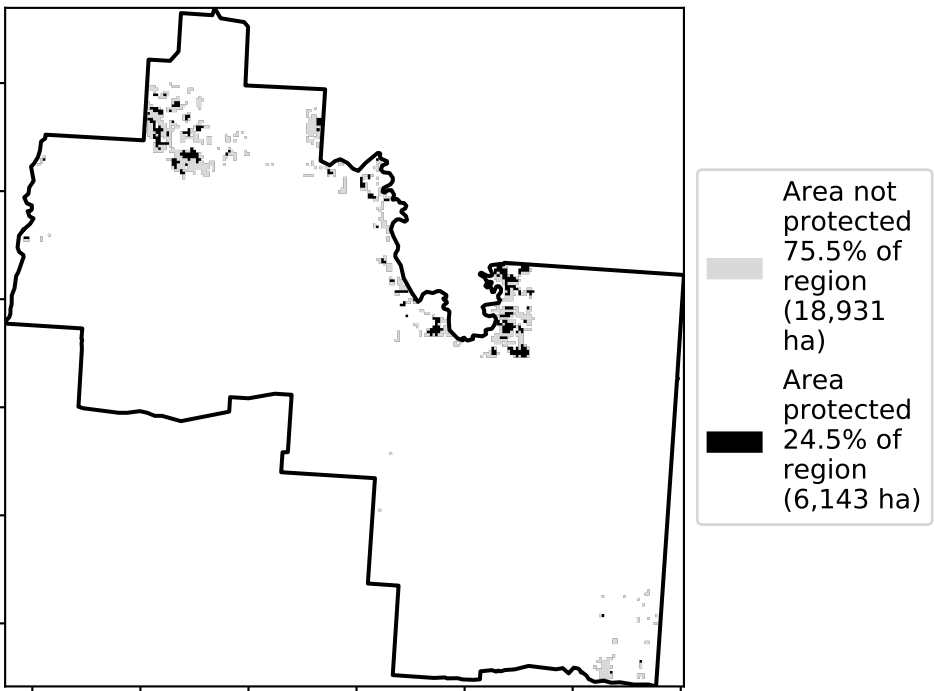 Area not
protected
75.5% of
region
(18,931
ha)
Area
protected
24.5% of
region
(6,143 ha)